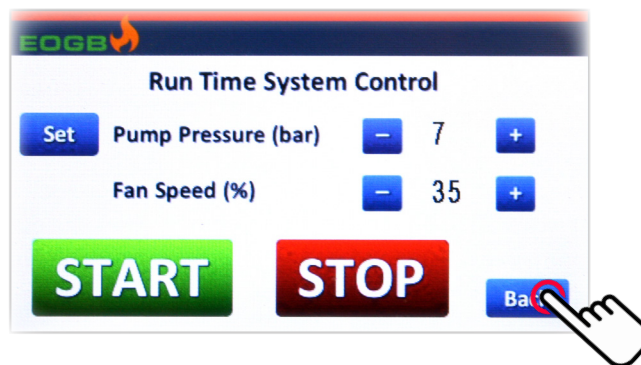 EOGB
Run Time System Control
Set Pump Pressure (bar) – 7 +
Fan Speed (%) – 35 +
START STOP